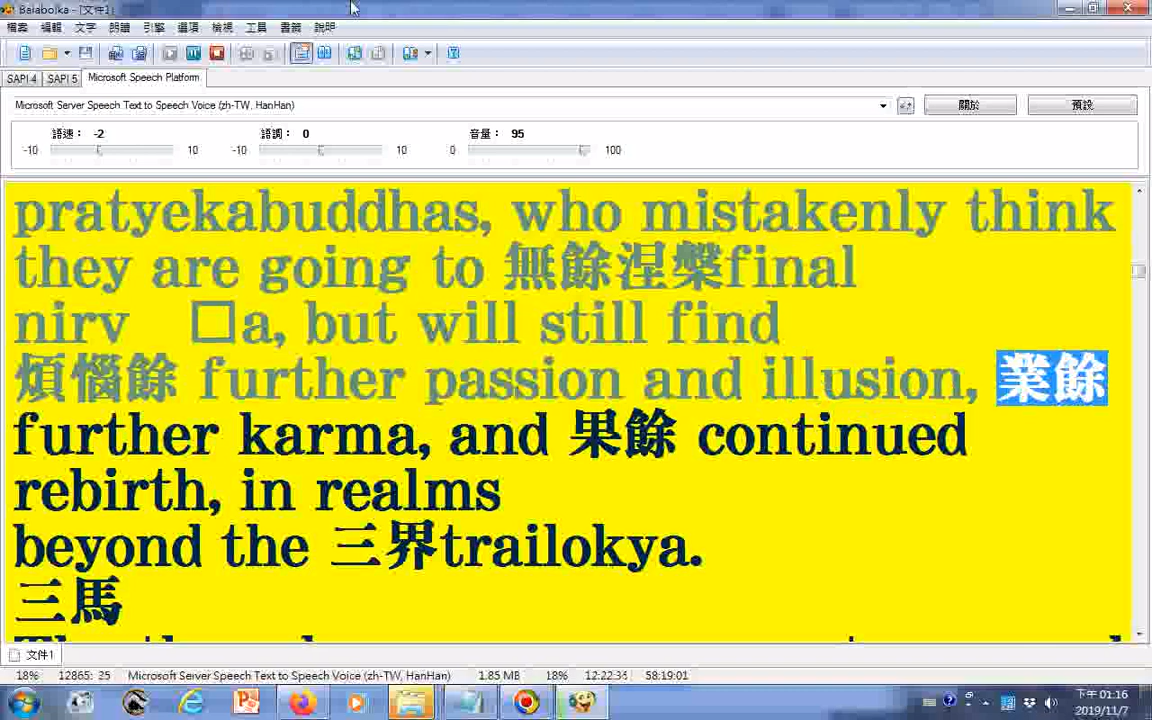 Balabolka - [文件1]
檔案 編輯 文字 朗讀 引擎 選項 檢視 工具 書籤 說明
SAPI 4 SAPI 5 Microsoft Speech Platform
Microsoft Server Speech Text to Speech Voice (zh-TW, HanHan) 關於 預設
語速： -2 語調： 0 音量： 95
-10 10 -10 10 0 100
pratyekabuddhas, who mistakenly think
they are going to 無餘涅槃final
nirv □a, but will still find
煩惱餘 further passion and illusion, 業餘
further karma, and 果餘 continued
rebirth, in realms
beyond the 三界trailokya.
三馬
文件1
18% 12865: 25 Microsoft Server Speech Text to Speech Voice (zh-TW, HanHan) 1.85 MB 18% 12:22:34 58:19:01
下午 01:16
2019/11/7